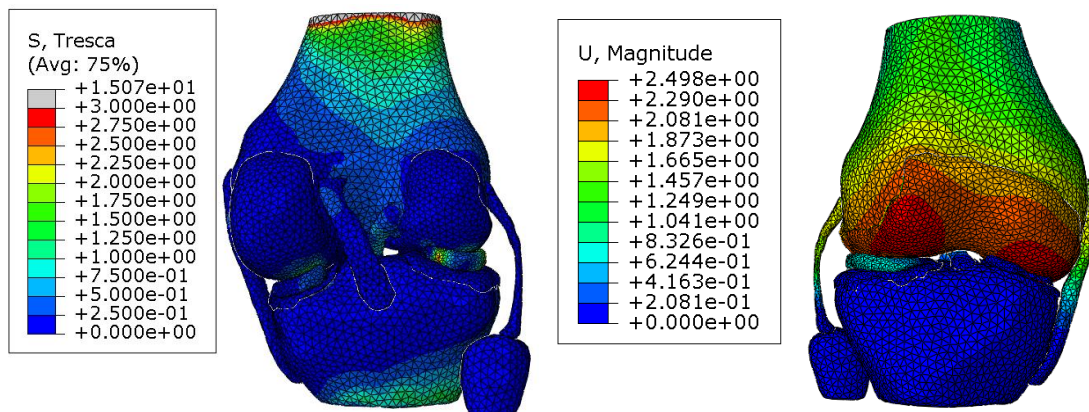 S, Tresca
(Avg: 75%)
+1.507e+01
+3.000e+00
+2.750e+00
+2.500e+00
+2.250e+00
+2.000e+00
+1.750e+00
+1.500e+00
+1.250e+00
+1.000e+00
+7.500e-01
+5.000e-01
+2.500e-01
+0.000e+00
U, Magnitude
+2.498e+00
+2.290e+00
+2.081e+00
+1.873e+00
+1.665e+00
+1.457e+00
+1.249e+00
+1.041e+00
+8.326e-01
+6.244e-01
+4.163e-01
+2.081e-01
+0.000e+00